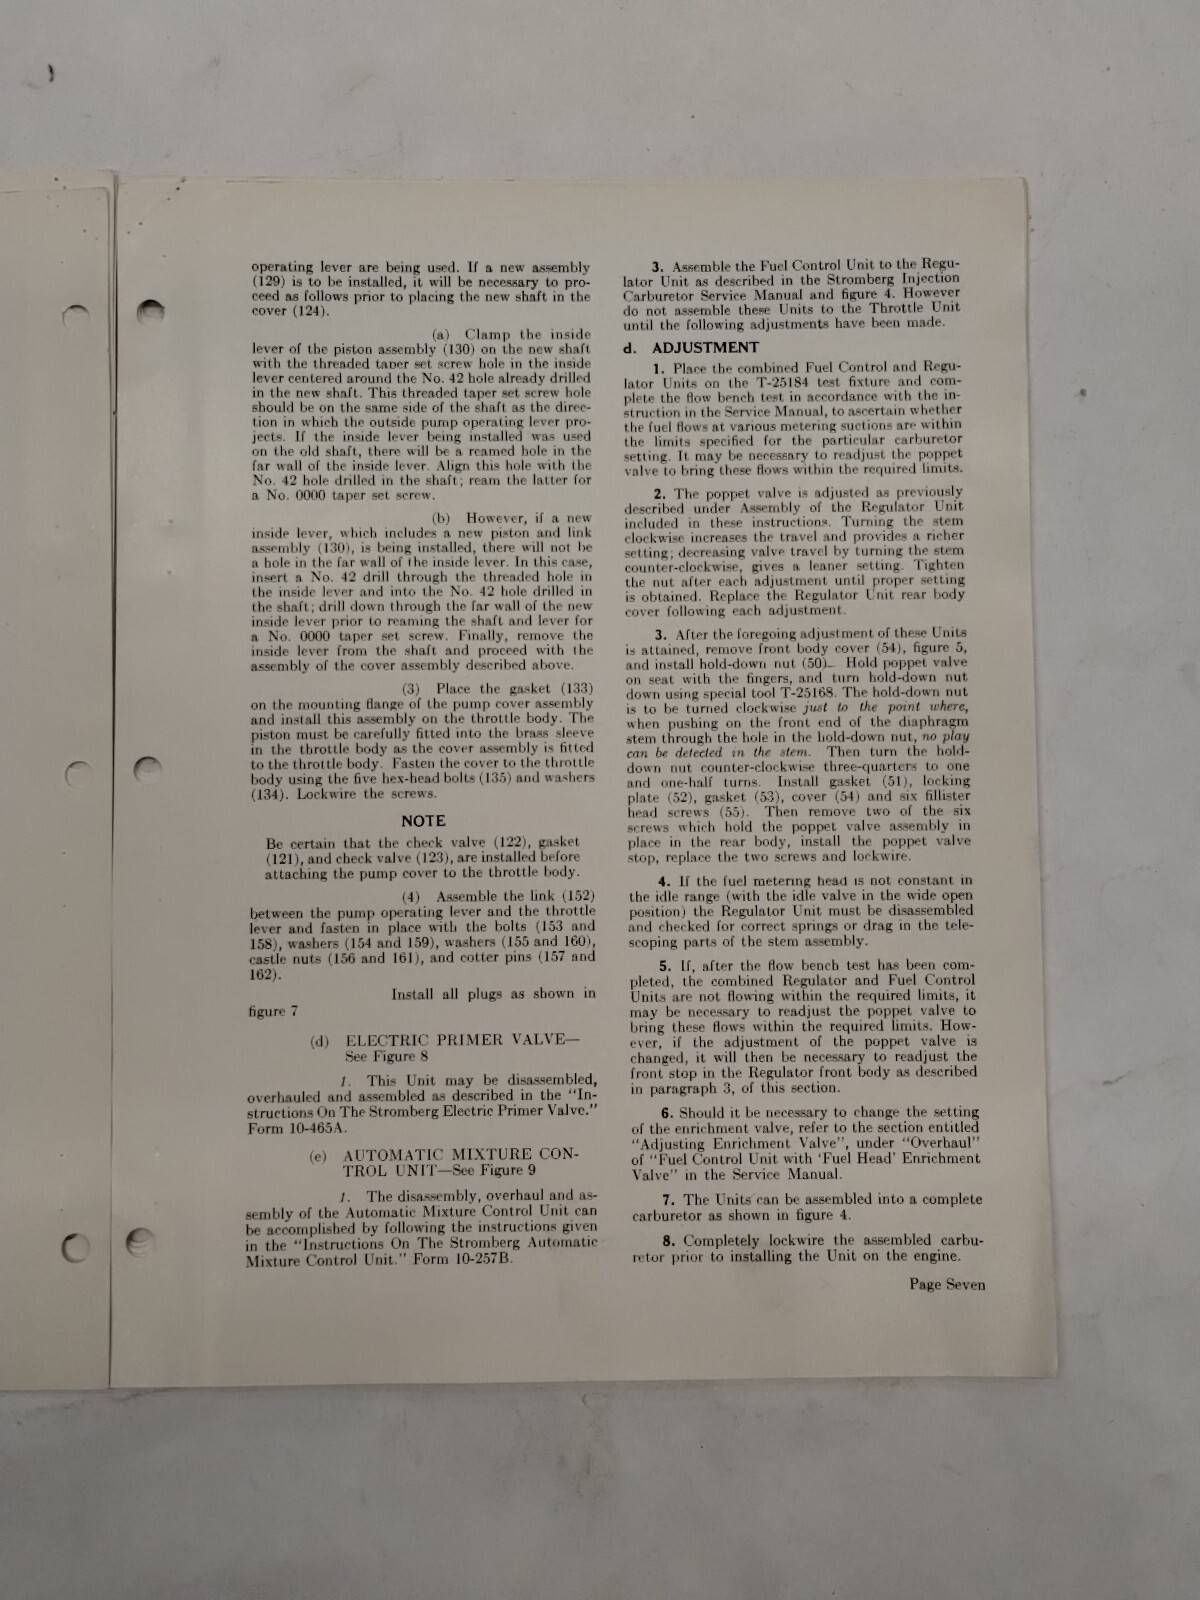 operating lever are being used. If a new assembly
(129) is to be installed, it will be necessary to pro-
ceed as follows prior to placing the new shaft in the
cover (124).
(a) Clamp the inside
lever of the piston assembly (130) on the new shaft
with the threaded taper set screw hole in the inside
lever centered around the No. 42 hole already drilled
in the new shaft. This threaded taper set screw hole
should be on the same side of the shaft as the direc-
tion in which the outside pump operating lever pro-
jects. If the inside lever being installed was used
on the old shaft, there will be a reamed hole in the
far wall of the inside lever. Align this hole with the
No. 42 hole drilled in the shaft; ream the latter for
a No. 0000 taper set screw.
(b) However, if a new
inside lever, which includes a new piston and link
assembly (130), is being installed, there will not be
a hole in the far wall of the inside lever. In this case,
insert a No. 42 drill through the threaded hole in
the inside lever and into the No. 42 hole drilled in
the shaft; drill down through the far wall of the new
inside lever prior to reaming the shaft and lever for
a No. 0000 taper set screw. Finally, remove the
inside lever from the shaft and proceed with the
assembly of the cover assembly described above.
(3) Place the gasket (133)
on the mounting flange of the pump cover assembly
and install this assembly on the throttle body. The
piston must be carefully fitted into the brass sleeve
in the throttle body as the cover assembly is fitted
to the throttle body. Fasten the cover to the throttle
body using the five hex-head bolts (135) and washers
(134). Lockwire the screws.
NOTE
Be certain that the check valve (122), gasket
(121), and check valve (123), are installed before
attaching the pump cover to the throttle body.
(4) Assemble the link (152)
between the pump operating lever and the throttle
lever and fasten in place with the bolts (153 and
158), washers (154 and 159), washers (155 and 160),
castle nuts (156 and 161), and cotter pins (157 and
162).
Install all plugs as shown in
figure 7
(d) ELECTRIC PRIMER VALVE—
See Figure 8
1. This Unit may be disassembled,
overhauled and assembled as described in the "In-
structions On The Stromberg Electric Primer Valve."
Form 10-465A.
(e) AUTOMATIC MIXTURE CON-
TROL UNIT—See Figure 9
1. The disassembly, overhaul and as-
sembly of the Automatic Mixture Control Unit can
be accomplished by following the instructions given
in the "Instructions On The Stromberg Automatic
Mixture Control Unit." Form 10-257B.
3. Assemble the Fuel Control Unit to the Regu-
lator Unit as described in the Stromberg Injection
Carburetor Service Manual and figure 4. However
do not assemble these Units to the Throttle Unit
until the following adjustments have been made.
d. ADJUSTMENT
1. Place the combined Fuel Control and Regu-
lator Units on the T-25184 test fixture and com-
plete the flow bench test in accordance with the in-
struction in the Service Manual, to ascertain whether
the fuel flows at various metering suctions are within
the limits specified for the particular carburetor
setting. It may be necessary to readjust the poppet
valve to bring these flows within the required limits.
2. The poppet valve is adjusted as previously
described under Assembly of the Regulator Unit
included in these instructions. Turning the stem
clockwise increases the travel and provides a richer
setting; decreasing valve travel by turning the stem
counter-clockwise, gives a leaner setting. Tighten
the nut after each adjustment until proper setting
is obtained. Replace the Regulator Unit rear body
cover following each adjustment.
3. After the foregoing adjustment of these Units
is attained, remove front body cover (54), figure 5,
and install hold-down nut (50). Hold poppet valve
on seat with the fingers, and turn hold-down nut
down using special tool T-25168. The hold-down nut
is to be turned clockwise just to the point where,
when pushing on the front end of the diaphragm
stem through the hole in the hold-down nut, no play
can be detected in the stem. Then turn the hold-
down nut counter-clockwise three-quarters to one
and one-half turns. Install gasket (51), locking
plate (52), gasket (53), cover (54) and six fillister
head screws (55). Then remove two of the six
screws which hold the poppet valve assembly in
place in the rear body, install the poppet valve
stop, replace the two screws and lockwire.
4. If the fuel metering head is not constant in
the idle range (with the idle valve in the wide open
position) the Regulator Unit must be disassembled
and checked for correct springs or drag in the tele-
scoping parts of the stem assembly.
5. If, after the flow bench test has been com-
pleted, the combined Regulator and Fuel Control
Units are not flowing within the required limits, it
may be necessary to readjust the poppet valve to
bring these flows within the required limits. How-
ever, if the adjustment of the poppet valve is
changed, it will then be necessary to readjust the
front stop in the Regulator front body as described
in paragraph 3, of this section.
6. Should it be necessary to change the setting
of the enrichment valve, refer to the section entitled
"Adjusting Enrichment Valve", under "Overhaul"
of "Fuel Control Unit with 'Fuel Head' Enrichment
Valve" in the Service Manual.
7. The Units can be assembled into a complete
carburetor as shown in figure 4.
8. Completely lockwire the assembled carbu-
retor prior to installing the Unit on the engine.
Page Seven